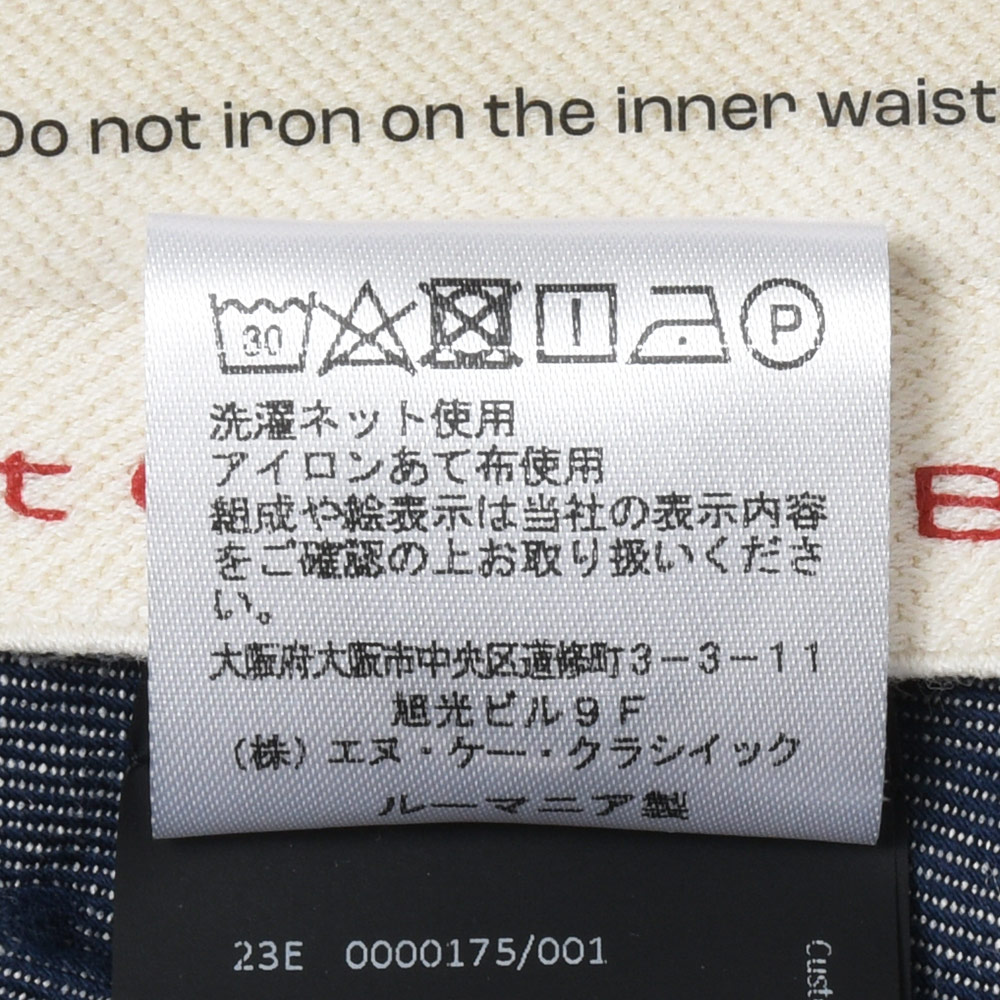 Do not iron on the inner waist
30
P
洗濯ネット使用
アイロンあて布使用
組成や絵表示は当社の表示内容
をご確認の上お取り扱いくださ
い。
大阪府大阪市中央区道修町3-3-11
旭光ビル9F
(株)エヌ・ケー・クラシイック
ルーマニア製
23E 0000175/001
Cust